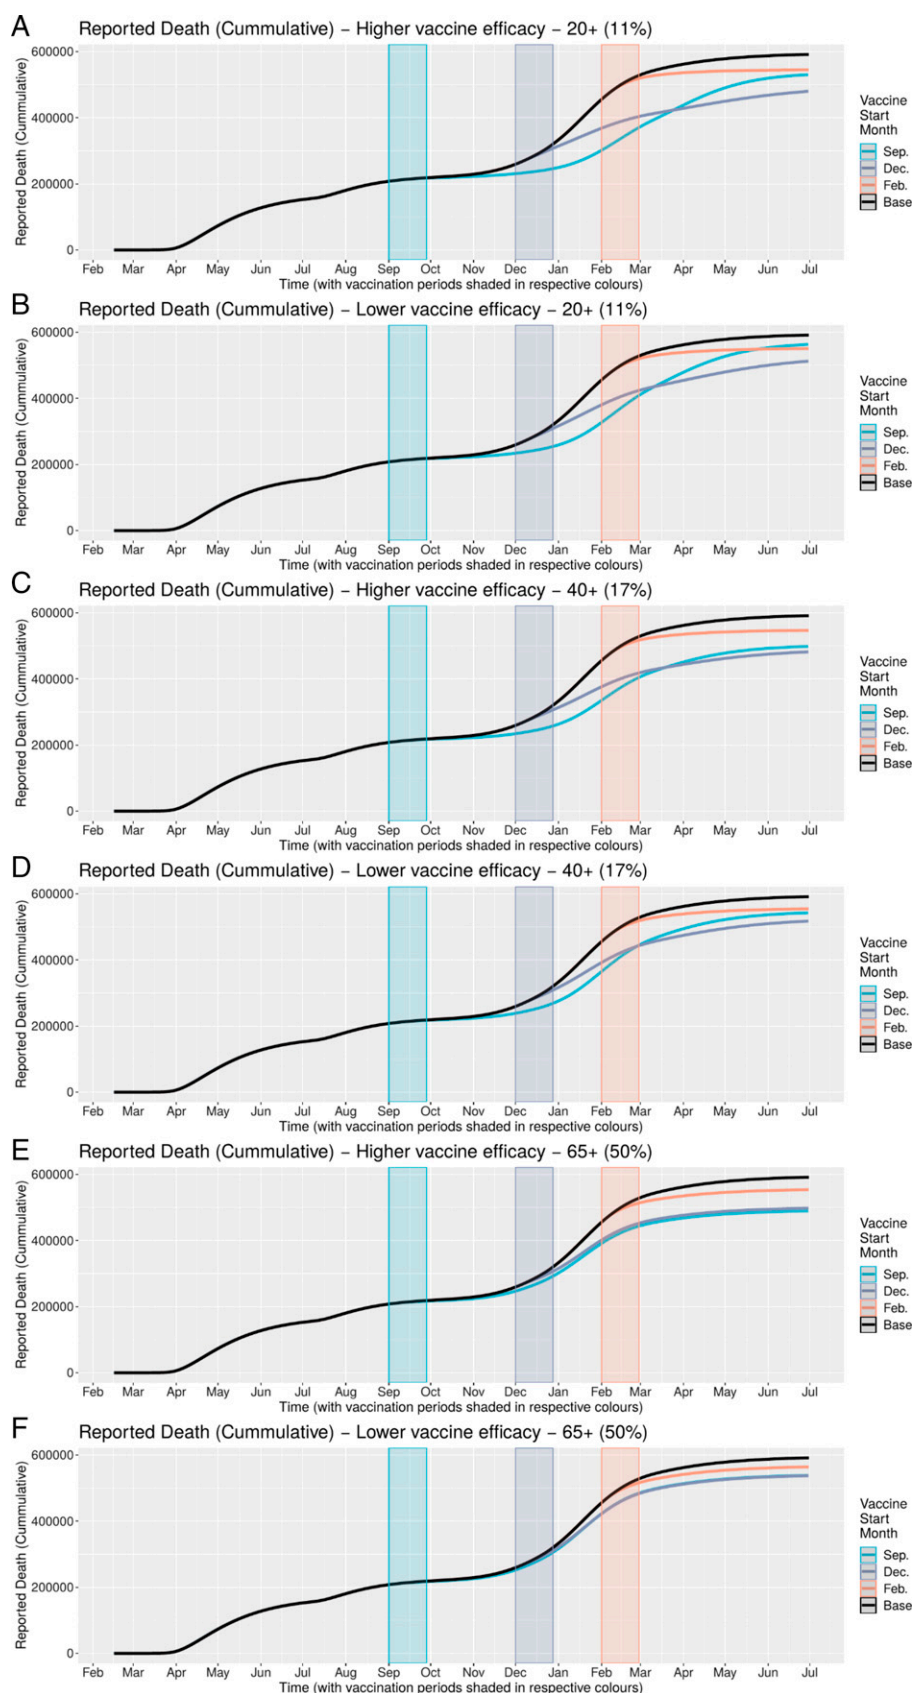 A
Reported Death (Cummulative) – Higher vaccine efficacy – 20+ (11%)
Reported Death (Cummulative)
600000
400000
200000
0
Feb Mar Apr May Jun Jul Aug Sep Oct Nov Dec Jan Feb Mar Apr May Jun Jul
Time (with vaccination periods shaded in respective colours)
Vaccine
Start
Month
Sep.
Dec.
Feb.
Base
B
Reported Death (Cummulative) – Lower vaccine efficacy – 20+ (11%)
Reported Death (Cummulative)
600000
400000
200000
0
Feb Mar Apr May Jun Jul Aug Sep Oct Nov Dec Jan Feb Mar Apr May Jun Jul
Time (with vaccination periods shaded in respective colours)
Vaccine
Start
Month
Sep.
Dec.
Feb.
Base
C
Reported Death (Cummulative) – Higher vaccine efficacy – 40+ (17%)
Reported Death (Cummulative)
600000
400000
200000
0
Feb Mar Apr May Jun Jul Aug Sep Oct Nov Dec Jan Feb Mar Apr May Jun Jul
Time (with vaccination periods shaded in respective colours)
Vaccine
Start
Month
Sep.
Dec.
Feb.
Base
D
Reported Death (Cummulative) – Lower vaccine efficacy – 40+ (17%)
Reported Death (Cummulative)
600000
400000
200000
0
Feb Mar Apr May Jun Jul Aug Sep Oct Nov Dec Jan Feb Mar Apr May Jun Jul
Time (with vaccination periods shaded in respective colours)
Vaccine
Start
Month
Sep.
Dec.
Feb.
Base
E
Reported Death (Cummulative) – Higher vaccine efficacy – 65+ (50%)
Reported Death (Cummulative)
600000
400000
200000
0
Feb Mar Apr May Jun Jul Aug Sep Oct Nov Dec Jan Feb Mar Apr May Jun Jul
Time (with vaccination periods shaded in respective colours)
Vaccine
Start
Month
Sep.
Dec.
Feb.
Base
F
Reported Death (Cummulative) – Lower vaccine efficacy – 65+ (50%)
Reported Death (Cummulative)
600000
400000
200000
0
Feb Mar Apr May Jun Jul Aug Sep Oct Nov Dec Jan Feb Mar Apr May Jun Jul
Time (with vaccination periods shaded in respective colours)
Vaccine
Start
Month
Sep.
Dec.
Feb.
Base